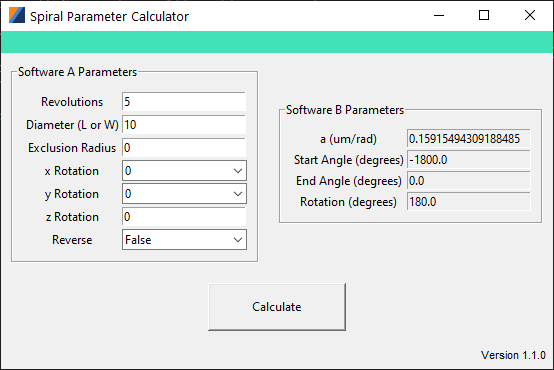 Spiral Parameter Calculator
Software A Parameters
Revolutions 5
Diameter (L or W) 10
Exclusion Radius 0
x Rotation 0
y Rotation 0
z Rotation 0
Reverse False
Software B Parameters
a (um/rad) 0.15915494309188485
Start Angle (degrees) -1800.0
End Angle (degrees) 0.0
Rotation (degrees) 180.0
Calculate
Version 1.1.0